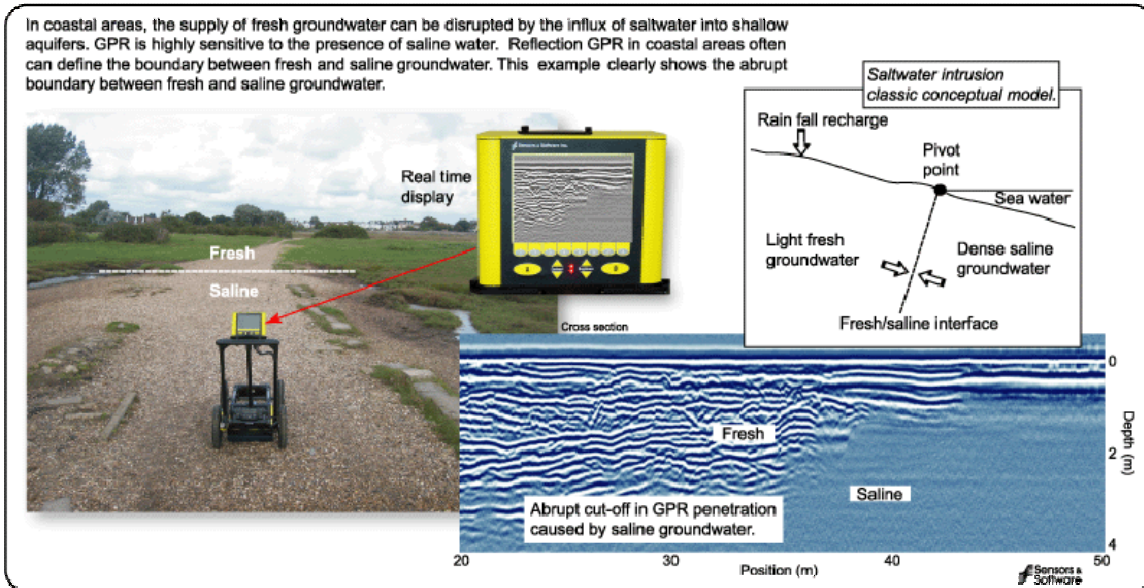 In coastal areas, the supply of fresh groundwater can be disrupted by the influx of saltwater into shallow
aquifers. GPR is highly sensitive to the presence of saline water. Reflection GPR in coastal areas often
can define the boundary between fresh and saline groundwater. This example clearly shows the abrupt
boundary between fresh and saline groundwater.
Saltwater intrusion
classic conceptual model.
Rain fall recharge
Pivot
point
Sea water
Light fresh
groundwater
Dense saline
groundwater
Fresh/saline interface
Real time
display
Sensors & Software Inc.
Fresh
Saline
Cross section
0
2
4
Depth (m)
Fresh
Saline
Abrupt cut-off in GPR penetration
caused by saline groundwater.
20
30
40
50
Position (m)
Sensors &
Software